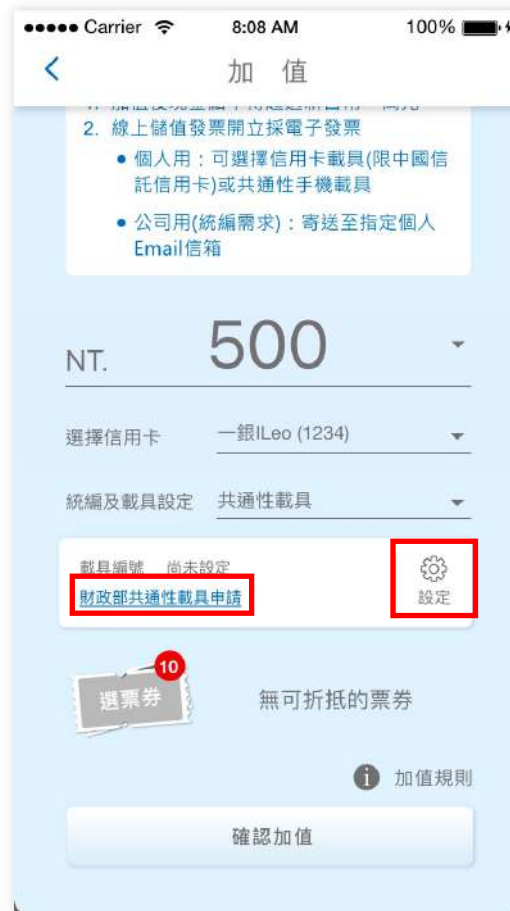 Carrier 8:08 AM 100%
加 值
2. 線上儲值發票開立採電子發票
● 個人用：可選擇信用卡載具(限中國信
託信用卡)或共通性手機載具
● 公司用(統編需求)：寄送至指定個人
Email信箱
NT. 500
選擇信用卡 一銀ILeo (1234)
統編及載具設定 共通性載具
載具編號 尚未設定
財政部共通性載具申請
設定
10
選票券 無可折抵的票券
i 加值規則
確認加值